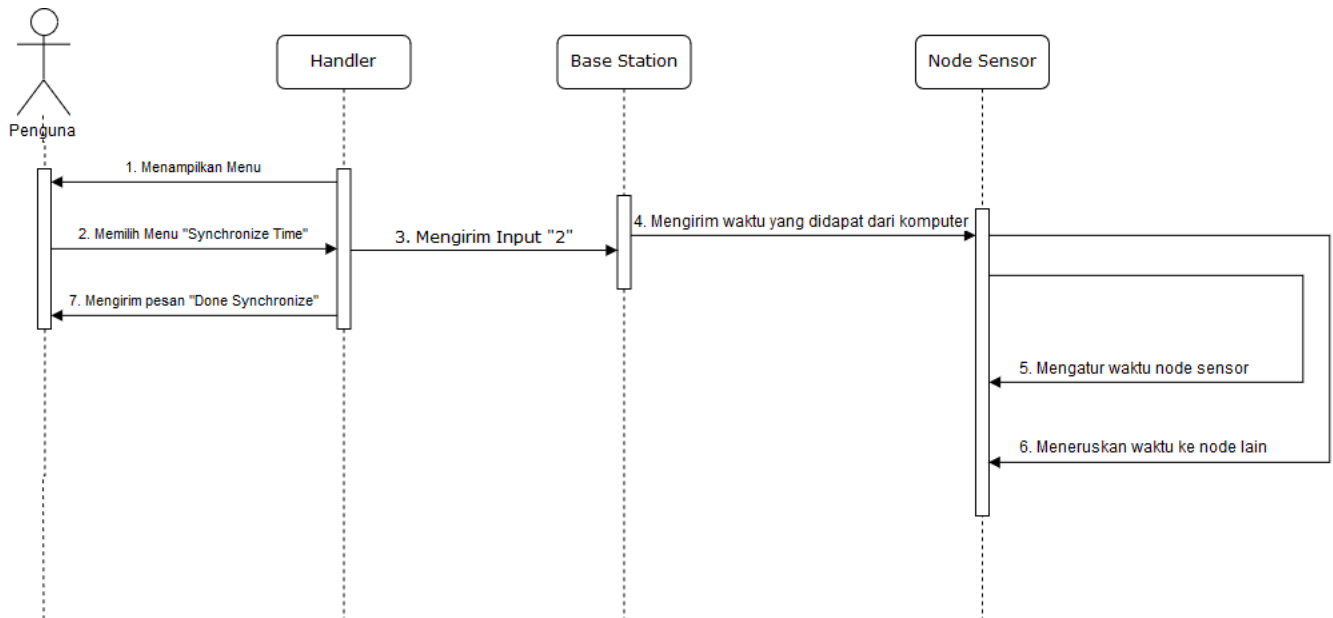 Handler
Base Station
Node Sensor
Penguna
1. Menampilkan Menu
2. Memilih Menu "Synchronize Time"
3. Mengirim Input "2"
4. Mengirim waktu yang didapat dari komputer
7. Mengirim pesan "Done Synchronize"
5. Mengatur waktu node sensor
6. Meneruskan waktu ke node lain